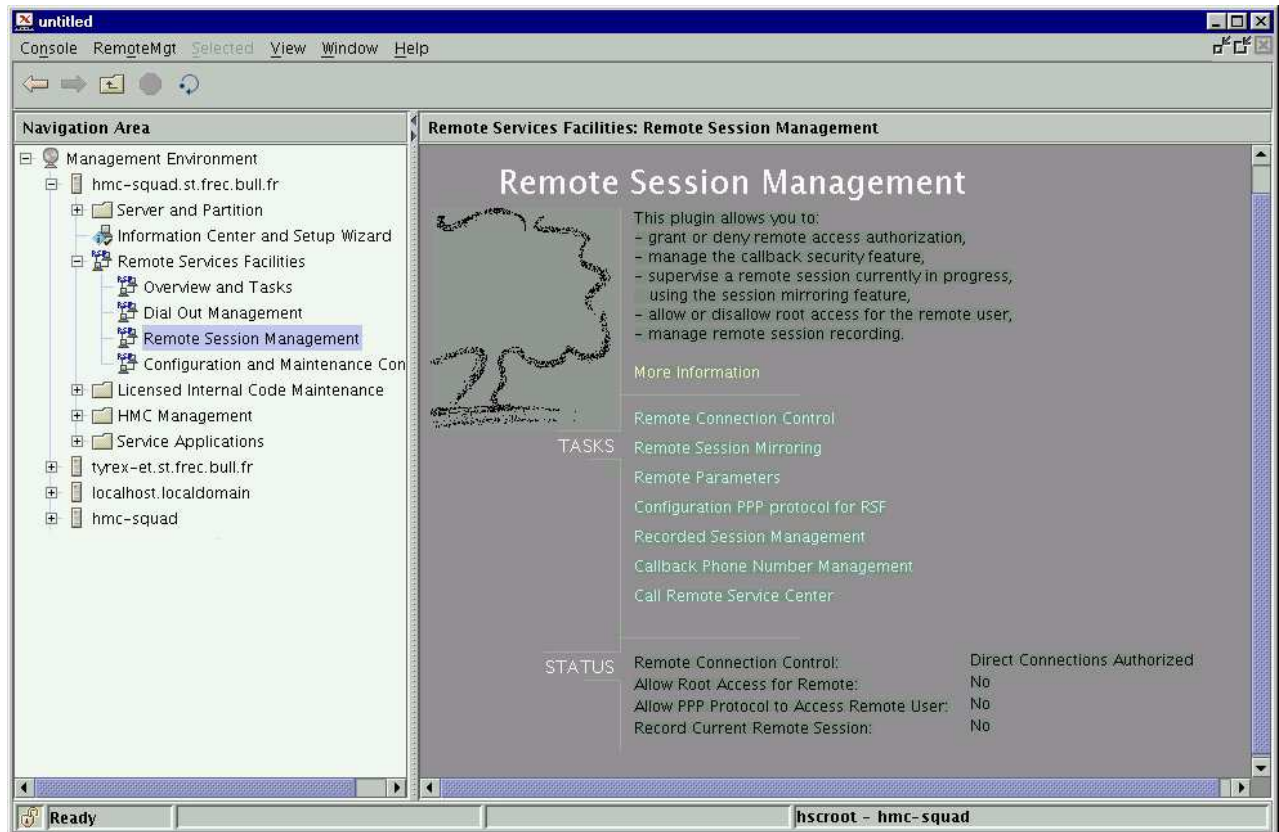 untitled
Console RemoteMgt Selected View Window Help
Navigation Area
Remote Services Facilities: Remote Session Management
Management Environment
hmc-squad.st.frec.bull.fr
Server and Partition
Information Center and Setup Wizard
Remote Services Facilities
Overview and Tasks
Dial Out Management
Remote Session Management
Configuration and Maintenance Con
Licensed Internal Code Maintenance
HMC Management
Service Applications
tyrex-et.st.frec.bull.fr
localhost.localdomain
hmc-squad
Remote Session Management
This plugin allows you to:
- grant or deny remote access authorization,
- manage the callback security feature,
- supervise a remote session currently in progress,
using the session mirroring feature,
- allow or disallow root access for the remote user,
- manage remote session recording.
More Information
TASKS
Remote Connection Control
Remote Session Mirroring
Remote Parameters
Configuration PPP protocol for RSF
Recorded Session Management
Callback Phone Number Management
Call Remote Service Center
STATUS
Remote Connection Control: Direct Connections Authorized
Allow Root Access for Remote: No
Allow PPP Protocol to Access Remote User: No
Record Current Remote Session: No
Ready
hscroot - hmc-squad